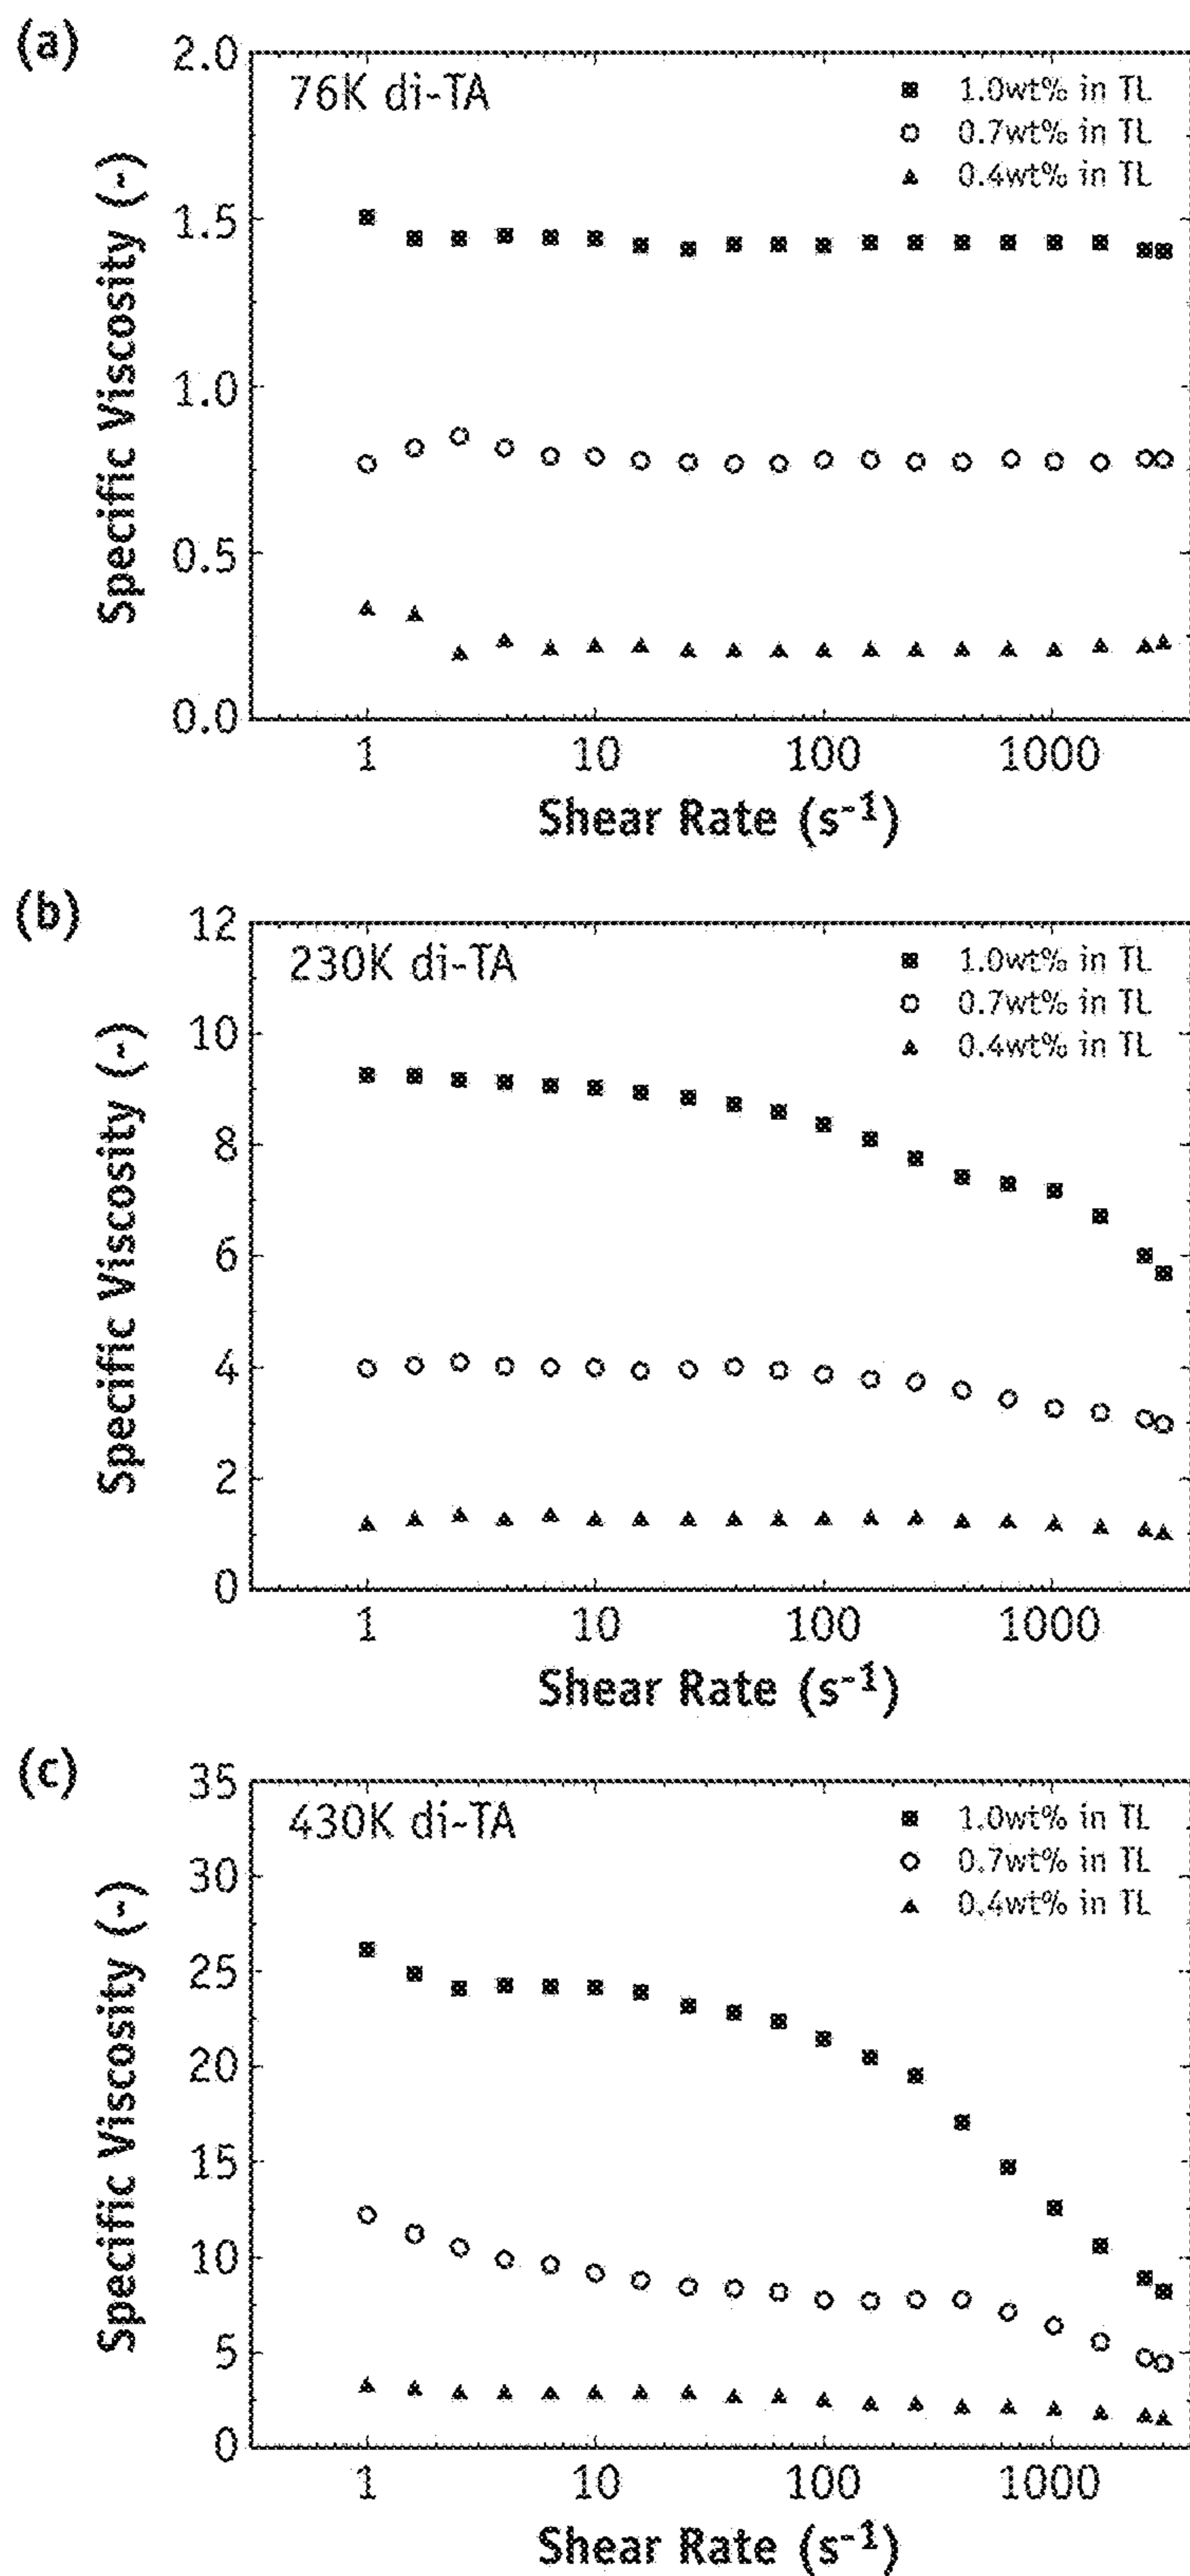 (a)
76K di-TA
1.0wt% in TL
0.7wt% in TL
0.4wt% in TL
2.0
1.5
1.0
0.5
0.0
Specific Viscosity (-)
1 10 100 1000
Shear Rate (s⁻¹)
(b)
230K di-TA
1.0wt% in TL
0.7wt% in TL
0.4wt% in TL
12
10
8
6
4
2
0
Specific Viscosity (-)
1 10 100 1000
Shear Rate (s⁻¹)
(c)
430K di-TA
1.0wt% in TL
0.7wt% in TL
0.4wt% in TL
35
30
25
20
15
10
5
0
Specific Viscosity (-)
1 10 100 1000
Shear Rate (s⁻¹)